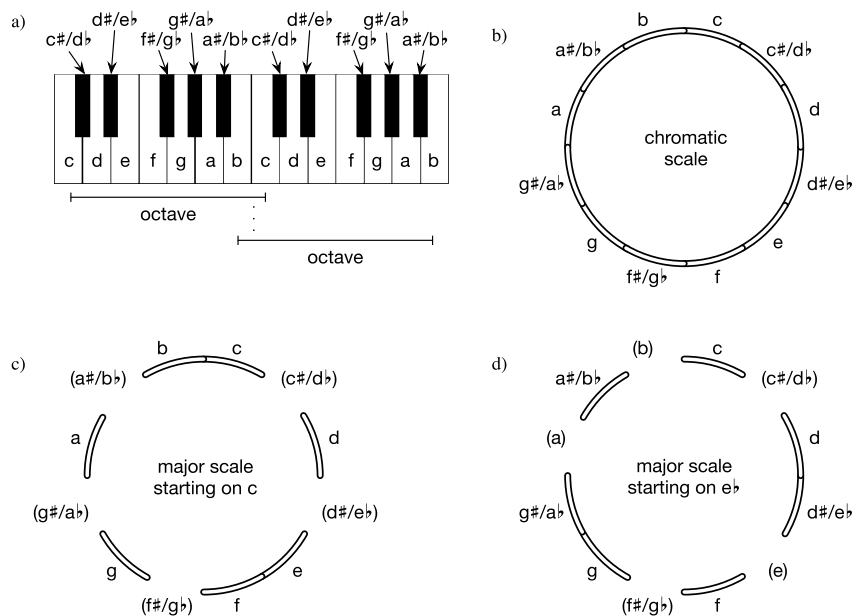 a)
d♯/e♭ g♯/a♭ d♯/e♭ g♯/a♭
c♯/d♭ f♯/g♭ a♯/b♭ c♯/d♭ f♯/g♭ a♯/b♭
c d e f g a b c d e f g a b
octave
octave
b)
b c
a♯/b♭ c♯/d♭
a d
chromatic
scale
g♯/a♭ d♯/e♭
g e
f♯/g♭ f
c)
b c
(a♯/b♭) (c♯/d♭)
a d
major scale
starting on c
(g♯/a♭) (d♯/e♭)
g e
(f♯/g♭) f
d)
(b) c
a♯/b♭ (c♯/d♭)
(a) d
major scale
starting on e♭
g♯/a♭ d♯/e♭
g (e)
(f♯/g♭) f